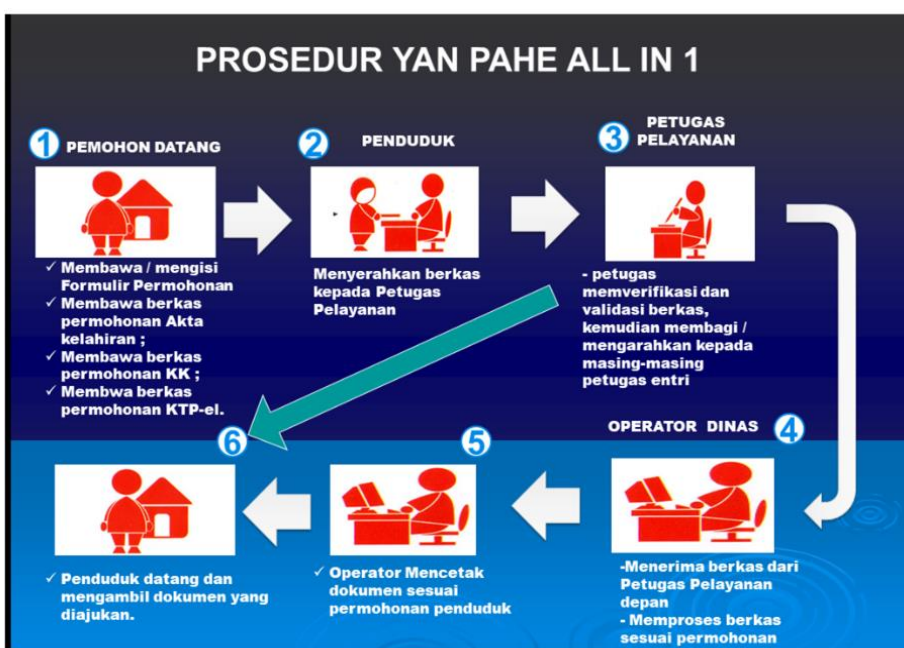 PROSEDUR YAN PAHE ALL IN 1
1 PEMOHON DATANG
✓ Membawa / mengisi
Formulir Permohonan
✓ Membawa berkas
permohonan Akta
kelahiran ;
✓ Membawa berkas
permohonan KK ;
✓ Membwa berkas
permohonan KTP-el.
2 PENDUDUK
Menyerahkan berkas
kepada Petugas
Pelayanan
3 PETUGAS
PELAYANAN
- petugas
memverifikasi dan
validasi berkas,
kemudian membagi /
mengarahkan kepada
masing-masing
petugas entri
OPERATOR DINAS 4
-Menerima berkas dari
Petugas Pelayanan
depan
- Memproses berkas
sesuai permohonan
5
✓ Operator Mencetak
dokumen sesuai
permohonan penduduk
6
✓ Penduduk datang dan
mengambil dokumen yang
diajukan.